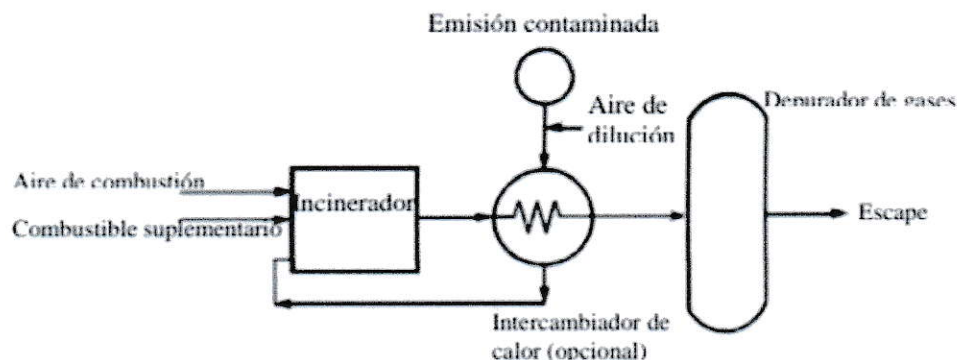 Emisión contaminada
Aire de
dilución
Depurador de gases
Aire de combustión
Incinerador
Combustible suplementario
Escape
Intercambiador de
calor (opcional)